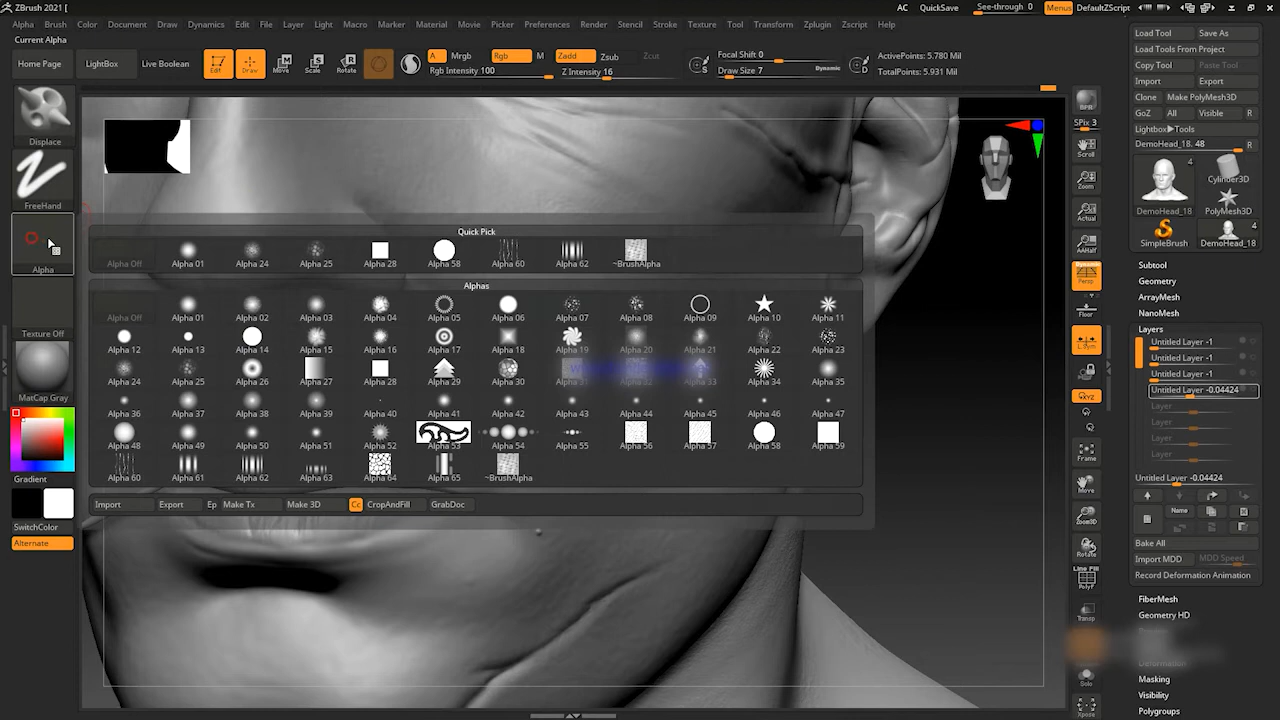 ZBrush 2021 [
AC QuickSave See-through 0 Menus DefaultZScript
Alpha Brush Color Document Draw Dynamics Edit File Layer Light Macro Marker Material Movie Picker Preferences Render Stencil Stroke Texture Tool Transform Zplugin Zscript Help
Current Alpha
Home Page LightBox Live Boolean Edit Draw Move Scale Rotate
A Mrgb Rgb M Zadd Zsub Zcut
Rgb Intensity 100 Z Intensity 16
Focal Shift 0
Draw Size 7 Dynamic
S D
ActivePoints: 5.780 Mil
TotalPoints: 5.931 Mil
Displace
FreeHand
Alpha
Texture Off
MatCap Gray
Gradient
SwitchColor
Alternate
Quick Pick
Alpha Off Alpha 01 Alpha 24 Alpha 25 Alpha 28 Alpha 58 Alpha 60 Alpha 62 ~BrushAlpha
Alphas
Alpha Off Alpha 01 Alpha 02 Alpha 03 Alpha 04 Alpha 05 Alpha 06 Alpha 07 Alpha 08 Alpha 09 Alpha 10 Alpha 11
Alpha 12 Alpha 13 Alpha 14 Alpha 15 Alpha 16 Alpha 17 Alpha 18 Alpha 19 Alpha 20 Alpha 21 Alpha 22 Alpha 23
Alpha 24 Alpha 25 Alpha 26 Alpha 27 Alpha 28 Alpha 29 Alpha 30 Alpha 31 Alpha 32 Alpha 33 Alpha 34 Alpha 35
Alpha 36 Alpha 37 Alpha 38 Alpha 39 Alpha 40 Alpha 41 Alpha 42 Alpha 43 Alpha 44 Alpha 45 Alpha 46 Alpha 47
Alpha 48 Alpha 49 Alpha 50 Alpha 51 Alpha 52 Alpha 53 Alpha 54 Alpha 55 Alpha 56 Alpha 57 Alpha 58 Alpha 59
Alpha 60 Alpha 61 Alpha 62 Alpha 63 Alpha 64 Alpha 65 ~BrushAlpha
Import Export Ep Make Tx Make 3D Cc CropAndFill GrabDoc
BPR
SPix 3
Scroll
Zoom
Actual
AAHalf
Dynamic
Persp
Floor
L.Sym
XYZ
Frame
Move
Zoom3D
Rotate
Line Fill
PolyF
Transp
Solo
Xpose
Load Tool Save As
Load Tools From Project
Copy Tool Paste Tool
Import Export
Clone Make PolyMesh3D
GoZ All Visible R
Lightbox▶Tools
DemoHead_18. 48 R
4
Cylinder3D
DemoHead_18 PolyMesh3D
4
SimpleBrush DemoHead_18
Subtool
Geometry
ArrayMesh
NanoMesh
Layers
Untitled Layer -1
Untitled Layer -1
Untitled Layer -1
Untitled Layer -0.04424
Layer
Layer
Layer
Layer
Untitled Layer -0.04424
Name
Bake All
Import MDD MDD Speed
Record Deformation Animation
FiberMesh
Geometry HD
Deformation
Masking
Visibility
Polygroups